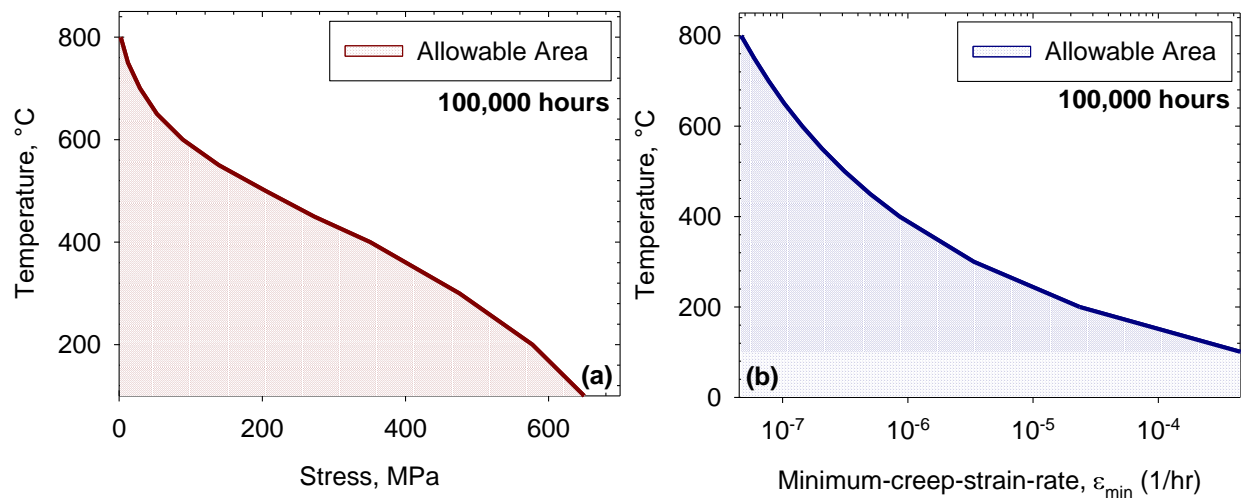 Allowable Area
100,000 hours
Temperature, °C
800
600
400
200
(a)
0 200 400 600
Stress, MPa
Allowable Area
100,000 hours
Temperature, °C
800
600
400
200
0
(b)
10-7 10-6 10-5 10-4
Minimum-creep-strain-rate, εmin (1/hr)